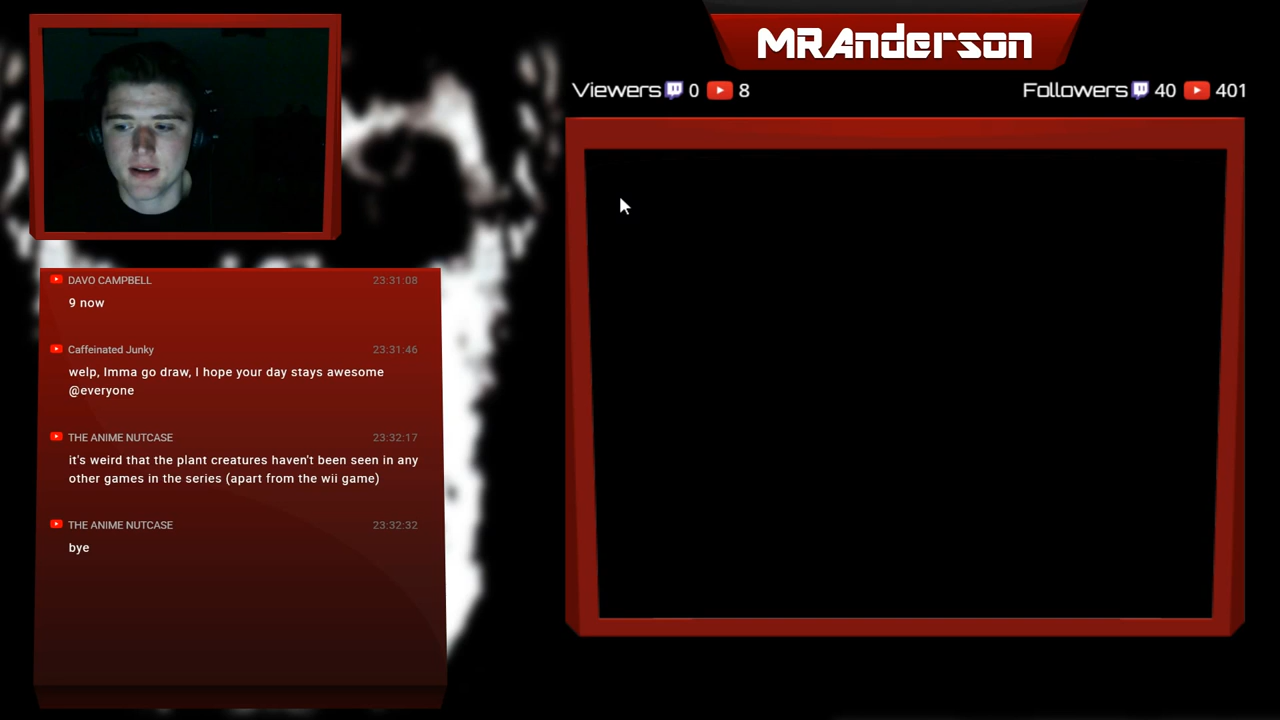 MRAnderson
Viewers 0 8
Followers 40 401
DAVO CAMPBELL 23:31:08
9 now
Caffeinated Junky 23:31:46
welp, Imma go draw, I hope your day stays awesome
@everyone
THE ANIME NUTCASE 23:32:17
it's weird that the plant creatures haven't been seen in any
other games in the series (apart from the wii game)
THE ANIME NUTCASE 23:32:32
bye